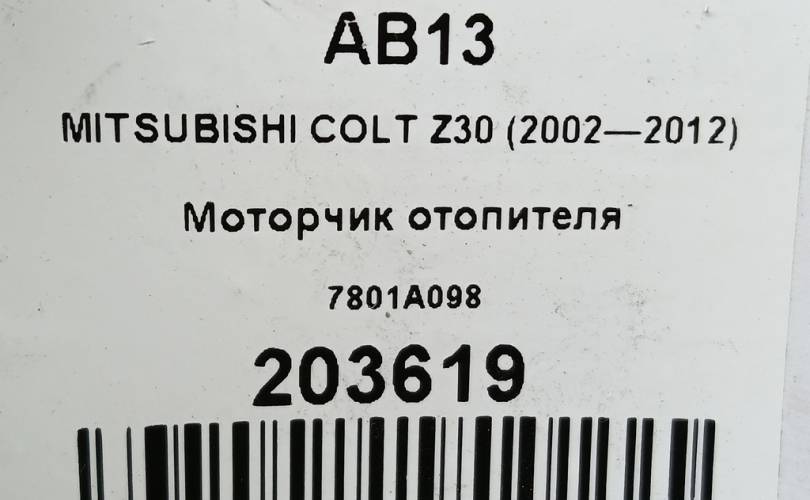 AB13
MITSUBISHI COLT Z30 (2002—2012)
Моторчик отопителя
7801A098
203619